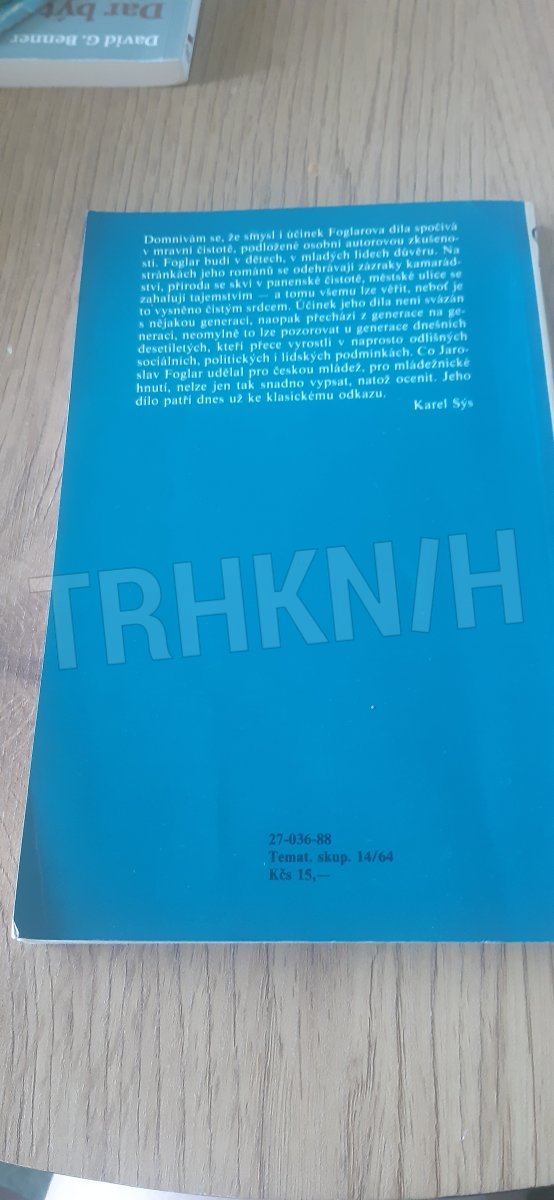 Dar být
David G. Benner
Domnívám se, že smysl i účinek Foglarova díla spočívá
v mravní čistotě, podložené osobní autorovou zkušeno-
stí. Foglar budí v dětech, v mladých lidech důvěru. Na
stránkách jeho románů se odehrávají zázraky kamarád-
ství, příroda se skví v panenské čistotě, městské ulice se
zahalují tajemstvím — a tomu všemu lze věřit, neboť je
to vysněno čistým srdcem. Účinek jeho díla není svázán
s nějakou generací, naopak přechází z generace na ge-
neraci, neomylně to lze pozorovat u generace dnešních
desetiletých, kteří přece vyrostli v naprosto odlišných
sociálních, politických i lidských podmínkách. Co Jaro-
slav Foglar udělal pro českou mládež, pro mládežnické
hnutí, nelze jen tak snadno vypsat, natož ocenit. Jeho
dílo patří dnes už ke klasickému odkazu.
Karel Sýs
TRHKNIH
27-036-88
Temat. skup. 14/64
Kčs 15,—